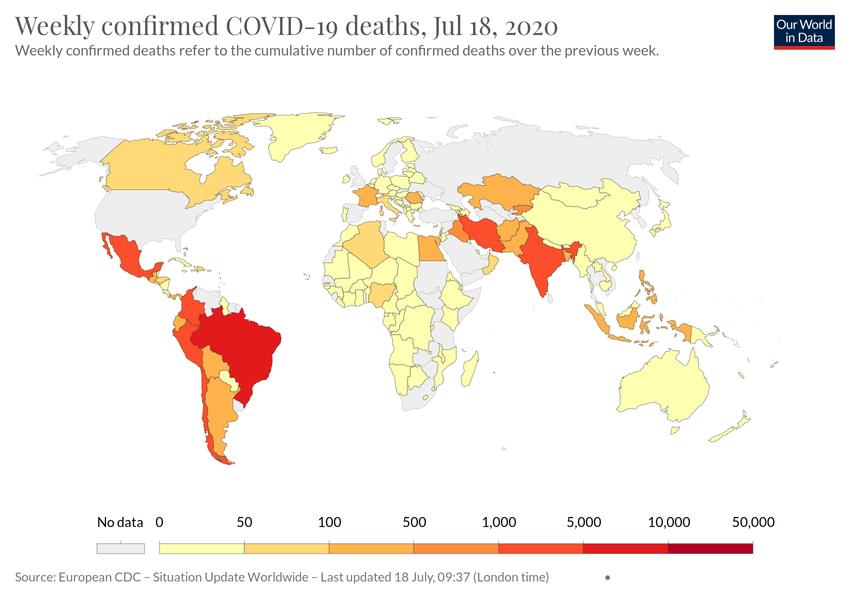 Weekly confirmed COVID-19 deaths, Jul 18, 2020
Weekly confirmed deaths refer to the cumulative number of confirmed deaths over the previous week.
Our World
in Data
No data 0 50 100 500 1,000 5,000 10,000 50,000
Source: European CDC – Situation Update Worldwide – Last updated 18 July, 09:37 (London time) •